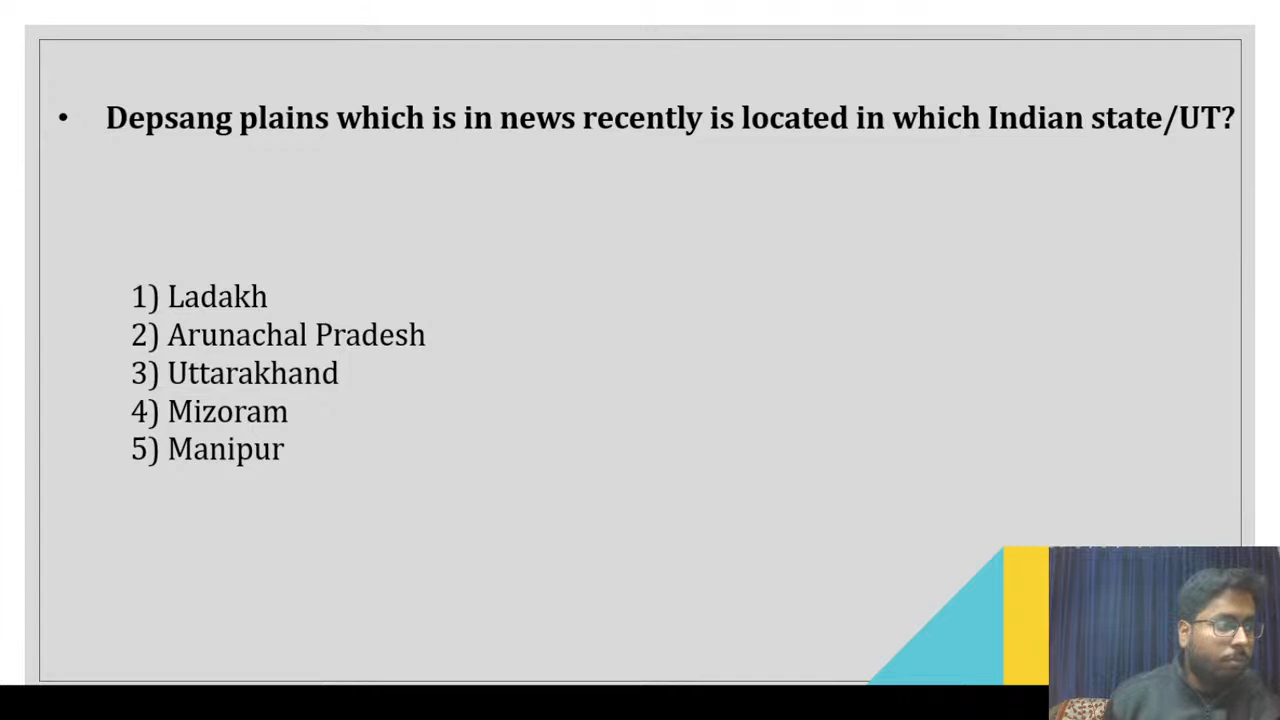 • Depsang plains which is in news recently is located in which Indian state/UT?
1) Ladakh
2) Arunachal Pradesh
3) Uttarakhand
4) Mizoram
5) Manipur